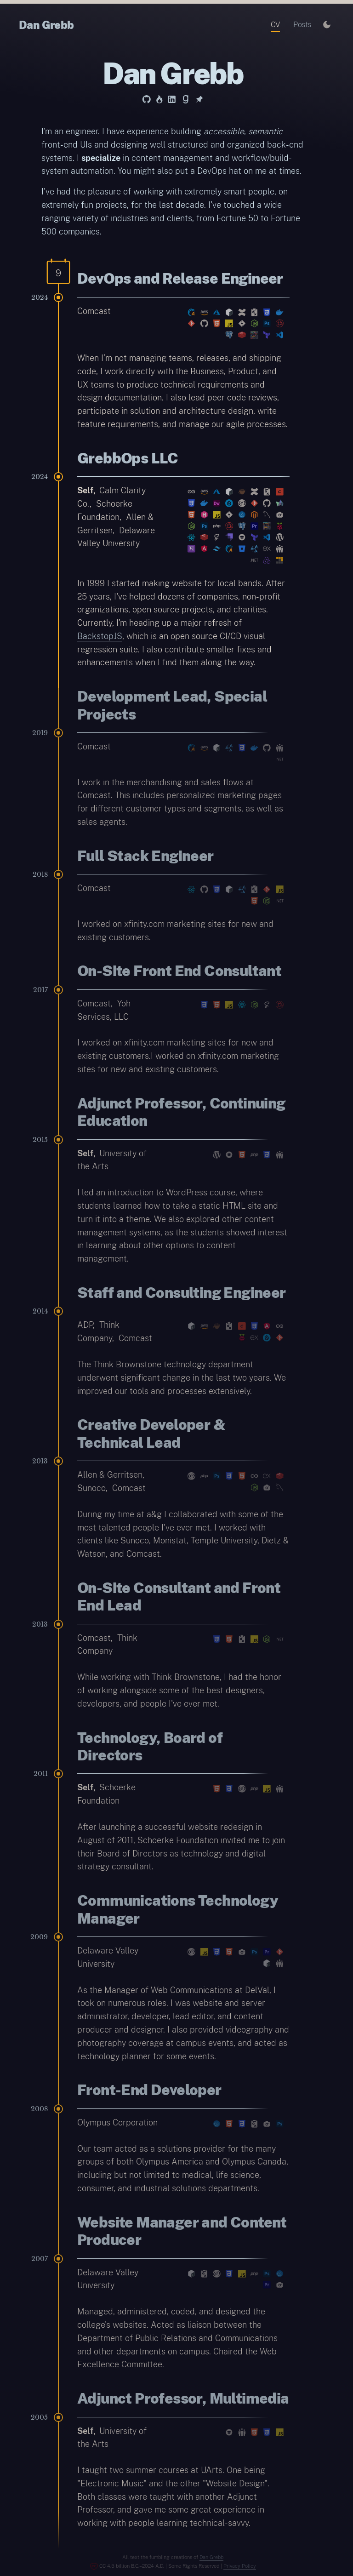 Dan Grebb
CV
Posts
Dan Grebb
I'm an engineer. I have experience building accessible, semantic
front-end UIs and designing well structured and organized back-end
systems. I specialize in content management and workflow/build-
system automation. You might also put a DevOps hat on me at times.
I've had the pleasure of working with extremely smart people, on
extremely fun projects, for the last decade. I've touched a wide
ranging variety of industries and clients, from Fortune 50 to Fortune
500 companies.
9
DevOps and Release Engineer
2024
Comcast
When I'm not managing teams, releases, and shipping
code, I work directly with the Business, Product, and
UX teams to produce technical requirements and
design documentation. I also lead peer code reviews,
participate in solution and architecture design, write
feature requirements, and manage our agile processes.
GrebbOps LLC
2024
Self, Calm Clarity
Co., Schoerke
Foundation, Allen &
Gerritsen, Delaware
Valley University
In 1999 I started making website for local bands. After
25 years, I've helped dozens of companies, non-profit
organizations, open source projects, and charities.
Currently, I'm heading up a major refresh of
BackstopJS, which is an open source CI/CD visual
regression suite. I also contribute smaller fixes and
enhancements when I find them along the way.
Development Lead, Special
Projects
2019
Comcast
I work in the merchandising and sales flows at
Comcast. This includes personalized marketing pages
for different customer types and segments, as well as
sales agents.
Full Stack Engineer
2018
Comcast
I worked on xfinity.com marketing sites for new and
existing customers.
On-Site Front End Consultant
2017
Comcast, Yoh
Services, LLC
I worked on xfinity.com marketing sites for new and
existing customers.I worked on xfinity.com marketing
sites for new and existing customers.
Adjunct Professor, Continuing
Education
2015
Self, University of
the Arts
I led an introduction to WordPress course, where
students learned how to take a static HTML site and
turn it into a theme. We also explored other content
management systems, as the students showed interest
in learning about other options to content
management.
Staff and Consulting Engineer
2014
ADP, Think
Company, Comcast
The Think Brownstone technology department
underwent significant change in the last two years. We
improved our tools and processes extensively.
Creative Developer &
Technical Lead
2013
Allen & Gerritsen,
Sunoco, Comcast
During my time at a&g I collaborated with some of the
most talented people I've ever met. I worked with
clients like Sunoco, Monistat, Temple University, Dietz &
Watson, and Comcast.
On-Site Consultant and Front
End Lead
2013
Comcast, Think
Company
While working with Think Brownstone, I had the honor
of working alongside some of the best designers,
developers, and people I've ever met.
Technology, Board of
Directors
2011
Self, Schoerke
Foundation
After launching a successful website redesign in
August of 2011, Schoerke Foundation invited me to join
their Board of Directors as technology and digital
strategy consultant.
Communications Technology
Manager
2009
Delaware Valley
University
As the Manager of Web Communications at DelVal, I
took on numerous roles. I was website and server
administrator, developer, lead editor, and content
producer and designer. I also provided videography and
photography coverage at campus events, and acted as
technology planner for some events.
Front-End Developer
2008
Olympus Corporation
Our team acted as a solutions provider for the many
groups of both Olympus America and Olympus Canada,
including but not limited to medical, life science,
consumer, and industrial solutions departments.
Website Manager and Content
Producer
2007
Delaware Valley
University
Managed, administered, coded, and designed the
college's websites. Acted as liaison between the
Department of Public Relations and Communications
and other departments on campus. Chaired the Web
Excellence Committee.
Adjunct Professor, Multimedia
2005
Self, University of
the Arts
I taught two summer courses at UArts. One being
"Electronic Music" and the other "Website Design".
Both classes were taught with another Adjunct
Professor, and gave me some great experience in
working with people learning technical-savvy.
Dan Grebb
Some Rights Reserved | Privacy Policy